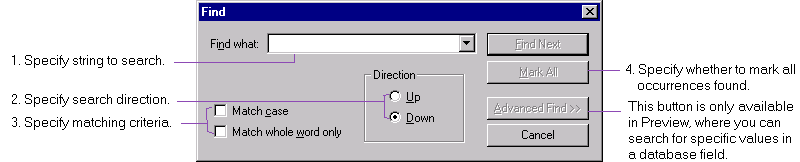 Find
1. Specify string to search.
Find what:
Find Next
Mark All
4. Specify whether to mark all
occurrences found.
2. Specify search direction.
Direction
Up
Down
3. Specify matching criteria.
Match case
Match whole word only
Advanced Find >>
Cancel
This button is only available
in Preview, where you can
search for specific values in
a database field.